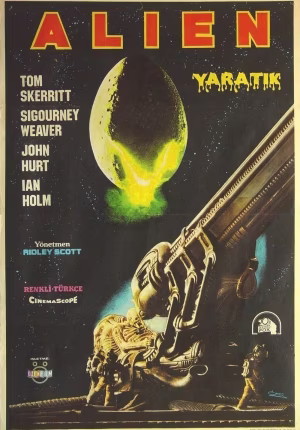 ALIEN
YARATIK
TOM
SKERRITT
SIGOURNEY
WEAVER
JOHN
HURT
IAN
HOLM
Yönetmen
RIDLEY SCOTT
RENKLİ-TÜRKÇE
CINEMASCOPE